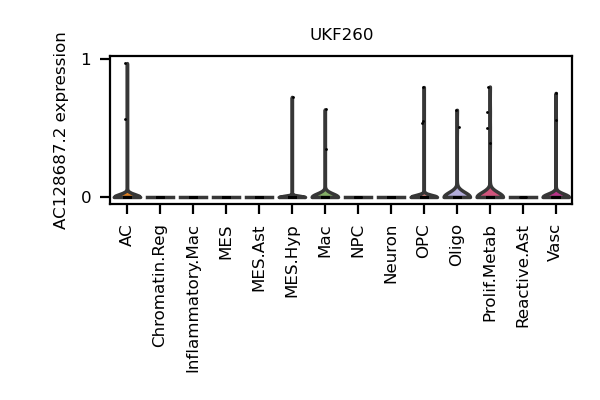 UKF260
AC128687.2 expression
1
0
AC
Chromatin.Reg
Inflammatory.Mac
MES
MES.Ast
MES.Hyp
Mac
NPC
Neuron
OPC
Oligo
Prolif.Metab
Reactive.Ast
Vasc